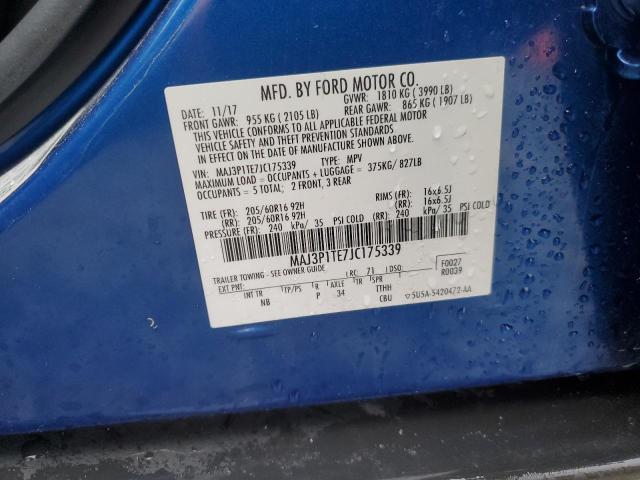 MFD. BY FORD MOTOR CO.
DATE: 11/17 GVWR: 1810 KG ( 3990 LB)
FRONT GAWR: 955 KG ( 2105 LB) REAR GAWR: 865 KG ( 1907 LB)
THIS VEHICLE CONFORMS TO ALL APPLICABLE FEDERAL MOTOR
VEHICLE SAFETY AND THEFT PREVENTION STANDARDS
IN EFFECT ON THE DATE OF MANUFACTURE SHOWN ABOVE.
VIN: MAJ3P1TE7JC175339 TYPE: MPV
MAXIMUM LOAD = OCCUPANTS + LUGGAGE = 375KG/ 827LB
OCCUPANTS = 5 TOTAL; 2 FRONT, 3 REAR
TIRE (FR): 205/60R16 92H RIMS (FR): 16x6.5J
(RR): 205/60R16 92H (RR): 16x6.5J
PRESSURE (FR): 240 kPa/ 35 PSI COLD (RR): 240 kPa/ 35 PSI COLD
MAJ3P1TE7JC175339
TRAILER TOWING - SEE OWNER GUIDE
EXT PNT: RC: 71 DSO: F0027
R0039
INT TR TP/PS R AXLE TR SPR
NB P 34 TTHH
CBU 5U5A-5420472-AA